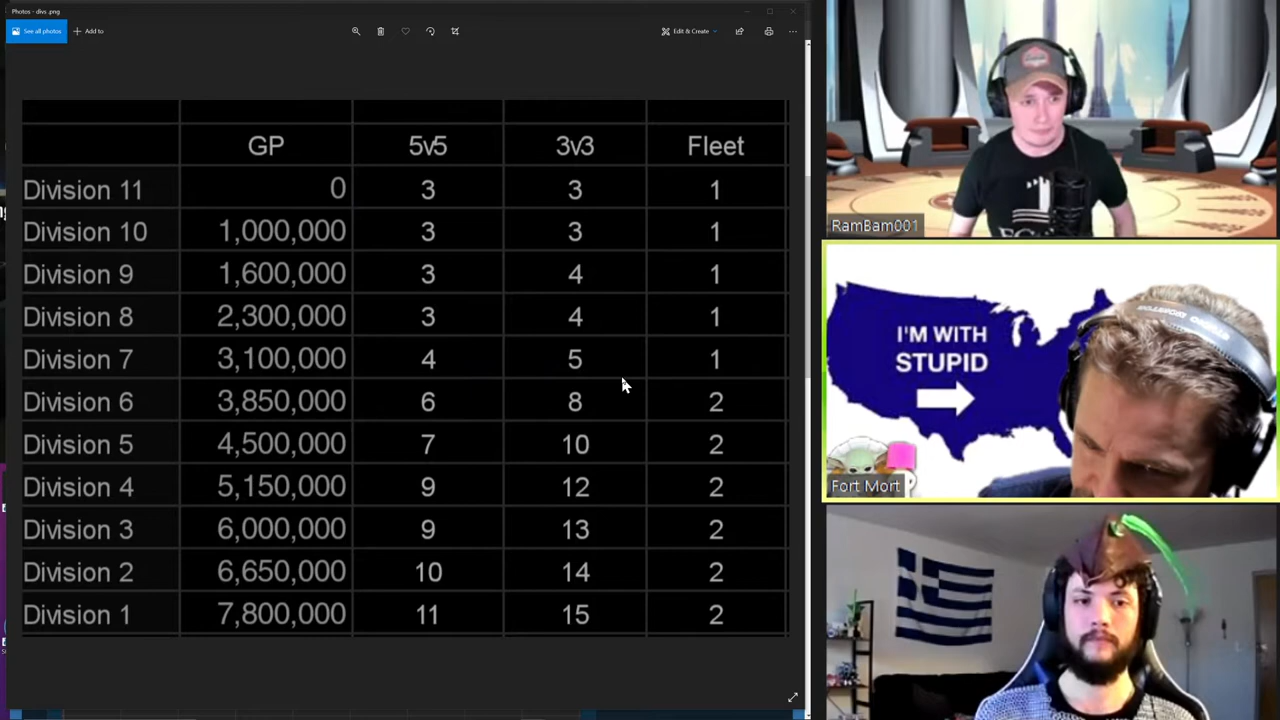 Photos - divs .png
See all photos
Add to
Edit & Create
GP 5v5 3v3 Fleet
Division 11 0 3 3 1
Division 10 1,000,000 3 3 1
Division 9 1,600,000 3 4 1
Division 8 2,300,000 3 4 1
Division 7 3,100,000 4 5 1
Division 6 3,850,000 6 8 2
Division 5 4,500,000 7 10 2
Division 4 5,150,000 9 12 2
Division 3 6,000,000 9 13 2
Division 2 6,650,000 10 14 2
Division 1 7,800,000 11 15 2
RamBam001
I'M WITH
STUPID
Fort Mort